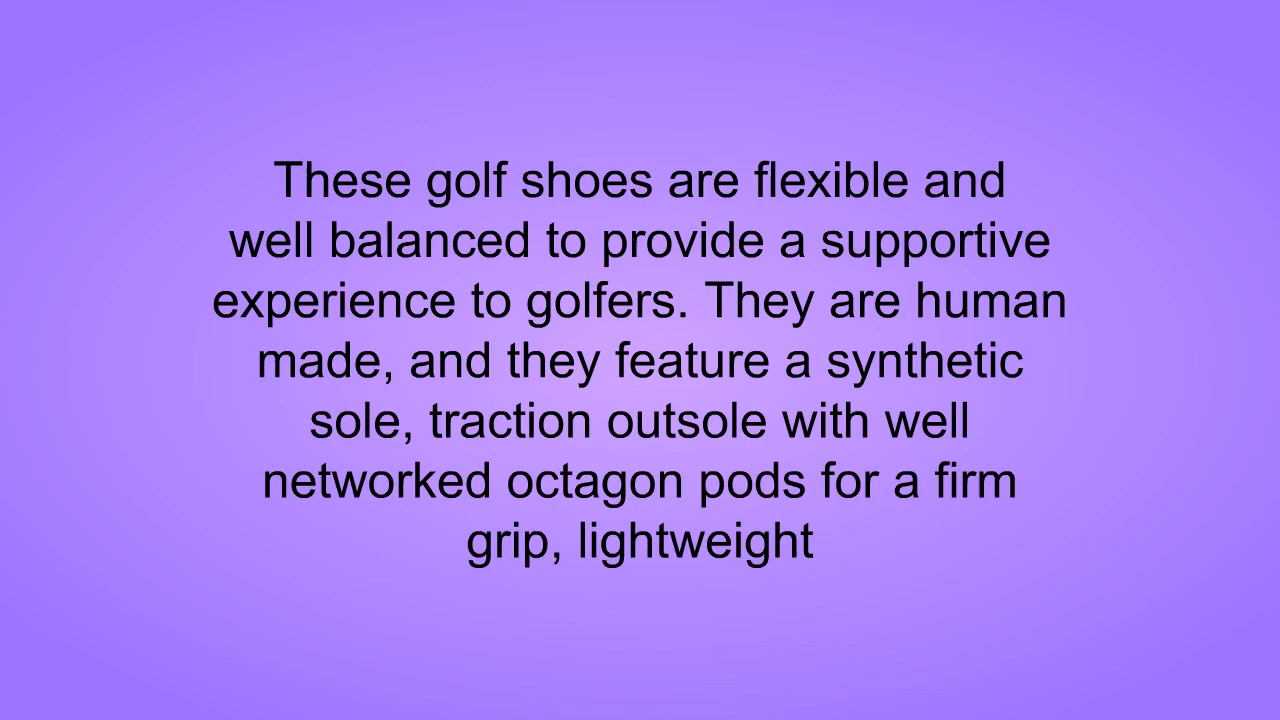 These golf shoes are flexible and
well balanced to provide a supportive
experience to golfers. They are human
made, and they feature a synthetic
sole, traction outsole with well
networked octagon pods for a firm
grip, lightweight